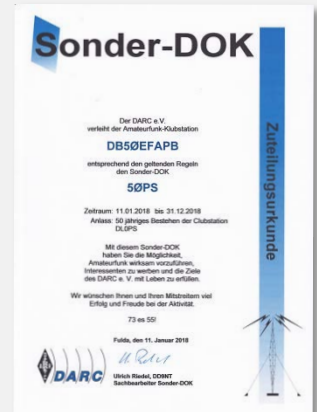 Sonder-DOK
Der DARC e.V.
verleiht der Amateurfunk-Klubstation
DB5ØEFAPB
entsprechend den geltenden Regeln
den Sonder-DOK
5ØPS
Zeitraum: 11.01.2018 bis 31.12.2018
Anlass: 50 jähriges Bestehen der Clubstation
DL0PS
Mit diesem Sonder-DOK
haben Sie die Möglichkeit,
Amateurfunk wirksam vorzuführen,
Interessenten zu werben und die Ziele
des DARC e. V. mit Leben zu erfüllen.
Wir wünschen Ihnen und Ihren Mitstreitern viel
Erfolg und Freude bei der Aktivität.
73 es 55!
Fulda, den 11. Januar 2018
DARC
Ulrich Riedel, DD9NT
Sachbearbeiter Sonder-DOK
Zuteilungsurkunde